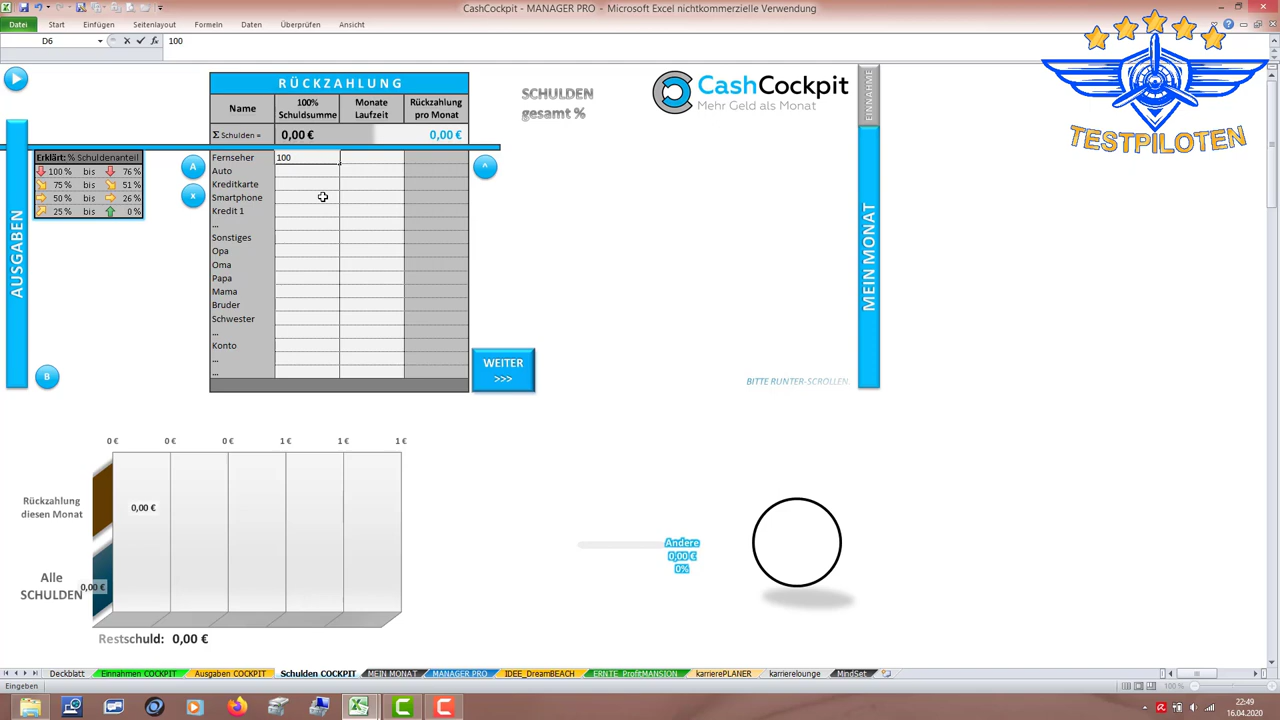 CashCockpit - MANAGER PRO - Microsoft Excel nichtkommerzielle Verwendung
Datei Start Einfügen Seitenlayout Formeln Daten Überprüfen Ansicht
D6 fx 100
RÜCKZAHLUNG
Name 100% Schuldsumme Monate Laufzeit Rückzahlung pro Monat
Σ Schulden = 0,00 € 0,00 €
SCHULDEN
gesamt %
CashCockpit
Mehr Geld als Monat
EINNAHME
MEIN MONAT
TESTPILOTEN
AUSGABEN
Erklärt: % Schuldenanteil
100 % bis 76 %
75 % bis 51 %
50 % bis 26 %
25 % bis 0 %
A
x
B
^
Fernseher 100
Auto
Kreditkarte
Smartphone
Kredit 1
...
Sonstiges
Opa
Oma
Papa
Mama
Bruder
Schwester
...
Konto
...
...
WEITER
>>>
BITTE RUNTER-SCROLLEN.
0 € 0 € 0 € 1 € 1 € 1 €
Rückzahlung
diesen Monat
0,00 €
Alle
SCHULDEN
0,00 €
Restschuld: 0,00 €
Andere
0,00 €
0%
Deckblatt Einnahmen COCKPIT Ausgaben COCKPIT Schulden COCKPIT MEIN MONAT MANAGER PRO IDEE_DreamBEACH ERNTE_ProfitMANSION karrierePLANER karrierelounge MindSet
Eingeben 100 %
22:49
16.04.2020